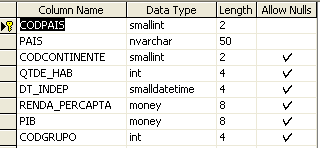 Column Name Data Type Length Allow Nulls
CODPAIS smallint 2
PAIS nvarchar 50
CODCONTINENTE smallint 2
QTDE_HAB int 4
DT_INDEP smalldatetime 4
RENDA_PERCAPTA money 8
PIB money 8
CODGRUPO int 4